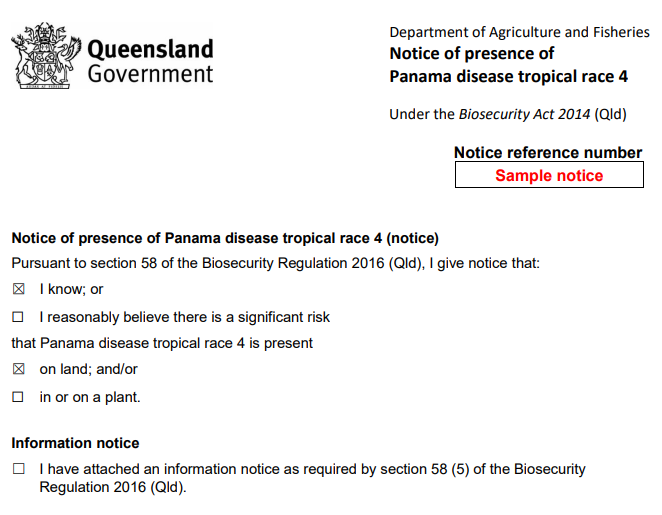 Queensland
Government
Department of Agriculture and Fisheries
Notice of presence of
Panama disease tropical race 4
Under the Biosecurity Act 2014 (Qld)
Notice reference number
Sample notice
Notice of presence of Panama disease tropical race 4 (notice)
Pursuant to section 58 of the Biosecurity Regulation 2016 (Qld), I give notice that:
☒ I know; or
☐ I reasonably believe there is a significant risk
that Panama disease tropical race 4 is present
☒ on land; and/or
☐ in or on a plant.
Information notice
☐ I have attached an information notice as required by section 58 (5) of the Biosecurity
Regulation 2016 (Qld).